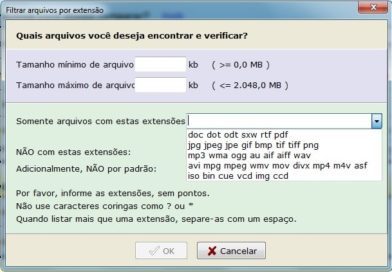 Filtrar arquivos por extensão
Quais arquivos você deseja encontrar e verificar?
Tamanho mínimo de arquivo kb ( >= 0,0 MB )
Tamanho máximo de arquivo kb ( <= 2.048,0 MB )
Somente arquivos com estas extensões
doc dot odt sxw rtf pdf
jpg jpeg jpe gif bmp tif tiff png
NÃO com estas extensões: mp3 wma ogg au aif aiff wav
Adicionalmente, NÃO por padrão: avi mpg mpeg wmv mov divx mp4 m4v asf
iso bin cue vcd img ccd
Por favor, informe as extensões, sem pontos.
Não use caracteres coringas como ? ou *
Quando listar mais que uma extensão, separe-as com um espaço.
OK Cancelar